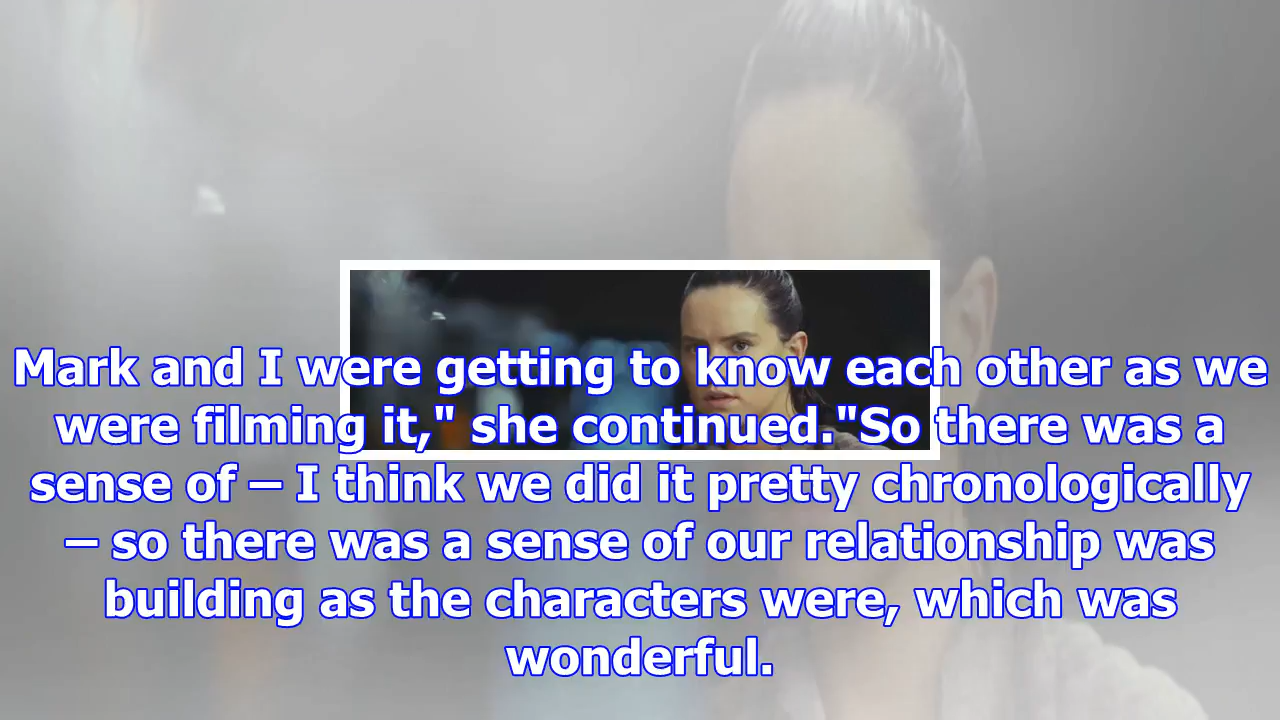 Mark and I were getting to know each other as we
were filming it," she continued."So there was a
sense of – I think we did it pretty chronologically
– so there was a sense of our relationship was
building as the characters were, which was
wonderful.